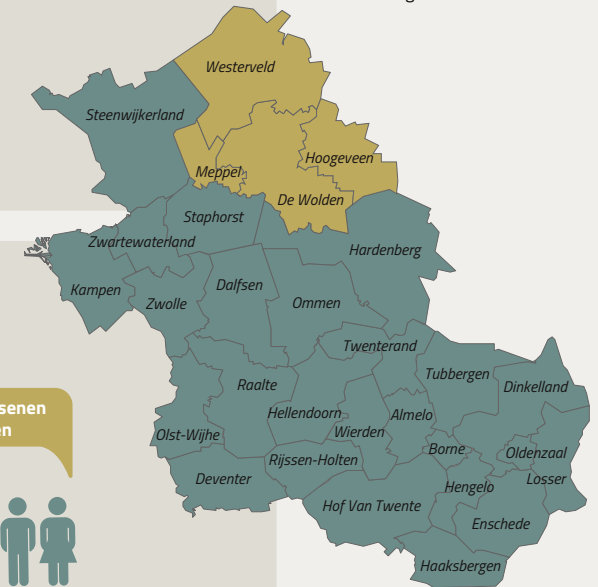 Westerveld
Steenwijkerland
Hoogeveen
Meppel
De Wolden
Staphorst
Zwartewaterland
Hardenberg
Kampen
Dalfsen
Zwolle
Ommen
Twenterand
Tubbergen
Raalte
Dinkelland
Hellendoorn
Almelo
senen
Wierden
n
Olst-Wijhe
Borne
Oldenzaal
Rijssen-Holten
Deventer
Losser
Hengelo
Hof Van Twente
Enschede
Haaksbergen